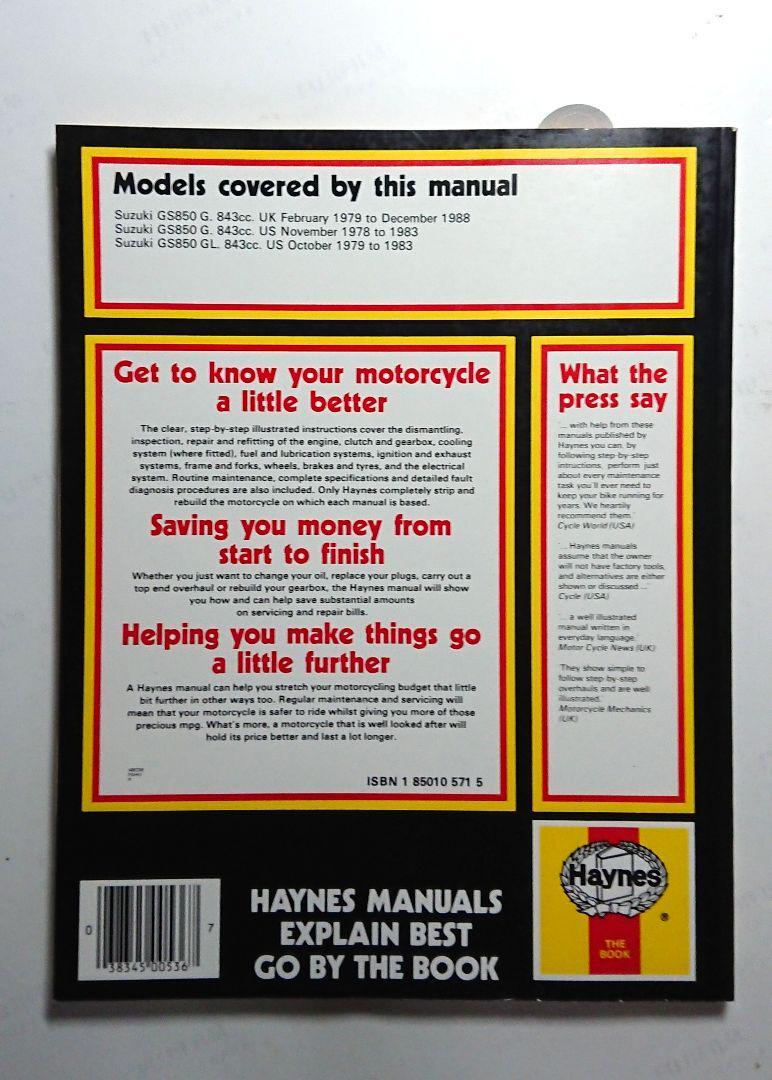 Models covered by this manual
Suzuki GS850 G. 843cc. UK February 1979 to December 1988
Suzuki GS850 G. 843cc. US November 1978 to 1983
Suzuki GS850 GL. 843cc. US October 1979 to 1983
Get to know your motorcycle
a little better
The clear, step-by-step illustrated instructions cover the dismantling,
inspection, repair and refitting of the engine, clutch and gearbox, cooling
system (where fitted), fuel and lubrication systems, ignition and exhaust
systems, frame and forks, wheels, brakes and tyres, and the electrical
system. Routine maintenance, complete specifications and detailed fault
diagnosis procedures are also included. Only Haynes completely strip and
rebuild the motorcycle on which each manual is based.
Saving you money from
start to finish
Whether you just want to change your oil, replace your plugs, carry out a
top end overhaul or rebuild your gearbox, the Haynes manual will show
you how and can help save substantial amounts
on servicing and repair bills.
Helping you make things go
a little further
A Haynes manual can help you stretch your motorcycling budget that little
bit further in other ways too. Regular maintenance and servicing will
mean that your motorcycle is safer to ride whilst giving you more of those
precious mpg. What's more, a motorcycle that is well looked after will
hold its price better and last a lot longer.
ISBN 1 85010 571 5
What the
press say
'... with help from these
manuals published by
Haynes you can, by
following step-by-step
intructions, perform just
about every maintenance
task you'll ever need to
keep your bike running for
years. We heartily
recommend them.'
Cycle World (USA)
'... Haynes manuals
assume that the owner
will not have factory tools,
and alternatives are either
shown or discussed ...'
Cycle (USA)
'... a well illustrated
manual written in
everyday language.'
Motor Cycle News (UK)
'They show simple to
follow step-by-step
overhauls and are well
illustrated.
Motorcycle Mechanics
(UK)
0 38345 00536 7
HAYNES MANUALS
EXPLAIN BEST
GO BY THE BOOK
Haynes
®
THE
BOOK